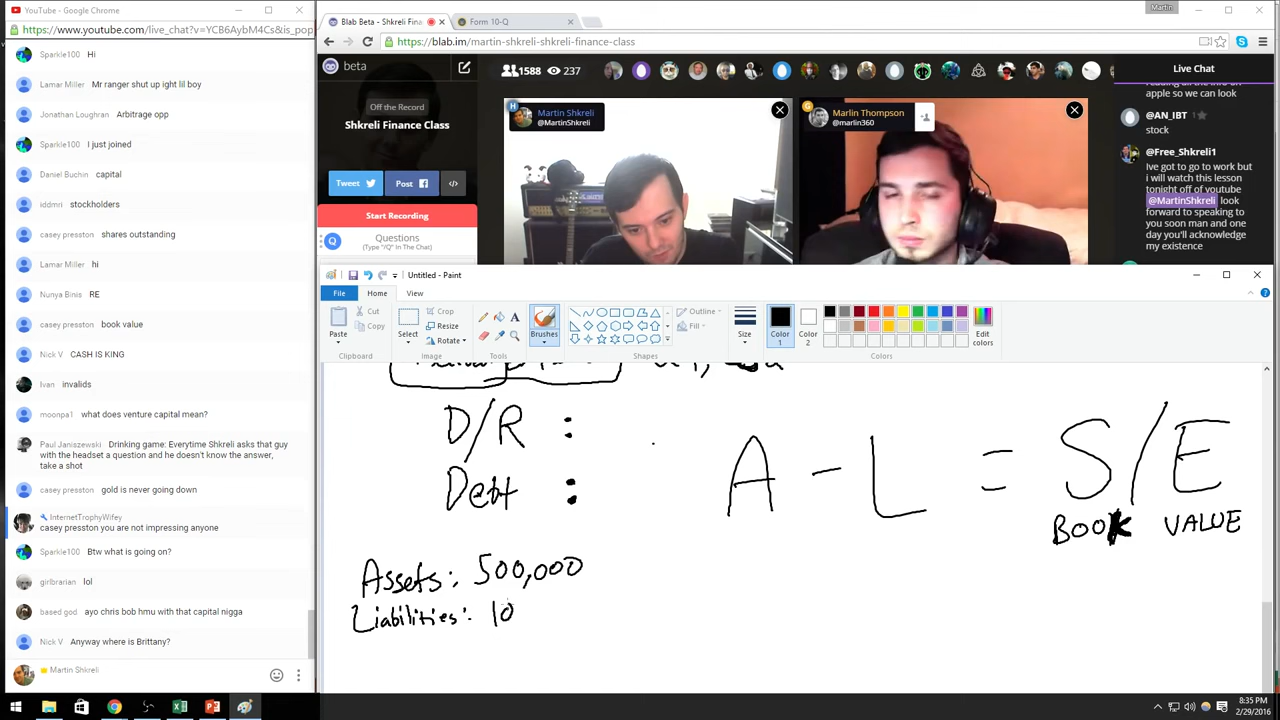 YouTube - Google Chrome
https://www.youtube.com/live_chat?v=YCB6AybM4Cs&is_pop
Sparkle100 Hi
Lamar Miller Mr ranger shut up ight lil boy
Jonathan Loughran Arbitrage opp
Sparkle100 I just joined
Daniel Buchin capital
iddmri stockholders
casey preston shares outstanding
Lamar Miller hi
Nunya Binis RE
casey preston book value
Nick V CASH IS KING
Ivan invalids
moonpa1 what does venture capital mean?
Paul Janiszewski Drinking game: Everytime Shkreli asks that guy
with the headset a question and he doesn't know the answer,
take a shot
casey preston gold is never going down
InternetTrophyWifey
casey preston you are not impressing anyone
Sparkle100 Btw what is going on?
girlbrarian lol
based god ayo chris bob hmu with that capital nigga
Nick V Anyway where is Brittany?
Martin Shkreli
Martin
Blab Beta - Shkreli Fina
Form 10-Q
https://blab.im/martin-shkreli-shkreli-finance-class
beta
1588
237
Off the Record
Shkreli Finance Class
Tweet
Post
</>
Start Recording
Questions
(Type "/Q" In The Chat)
H
Martin Shkreli
@MartinShkreli
G
Marlin Thompson
@marlin360
Live Chat
apple so we can look
@AN_IBT 1
stock
@Free_Shkreli1
Ive got to go to work but
i will watch this lesson
tonight off of youtube
@MartinShkreli look
forward to speaking to
you soon man and one
day you'll acknowledge
my existence
Untitled - Paint
File Home View
Paste
Cut
Copy
Clipboard
Select
Crop
Resize
Rotate
Image
A
Tools
Brushes
Outline
Fill
Shapes
Size
Color 1
Color 2
Colors
Edit colors
D/R :
Debt :
A - L = S/E
BOOK VALUE
Assets: 500,000
Liabilities: 10
8:35 PM
2/29/2016